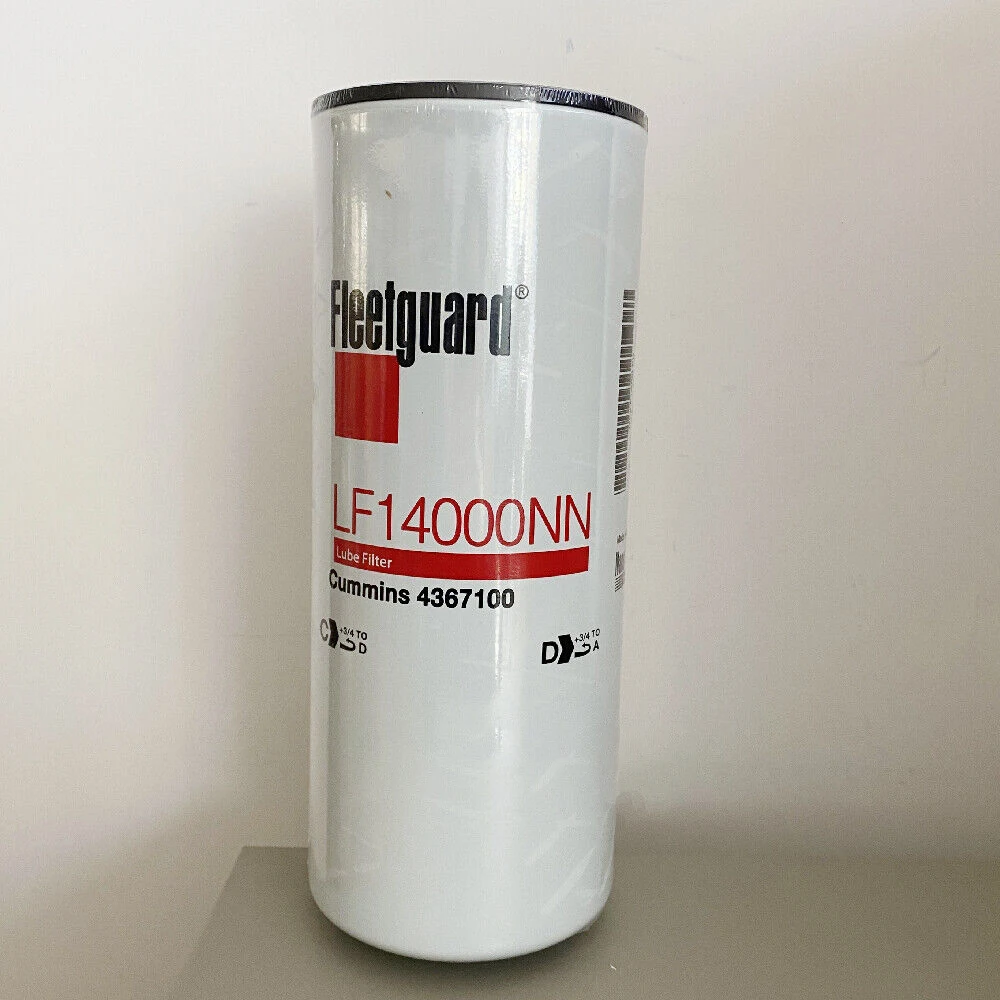 Fleetguard®
LF14000NN
Lube Filter
Cummins 4367100
C +3/4 TO D
D +3/4 TO A